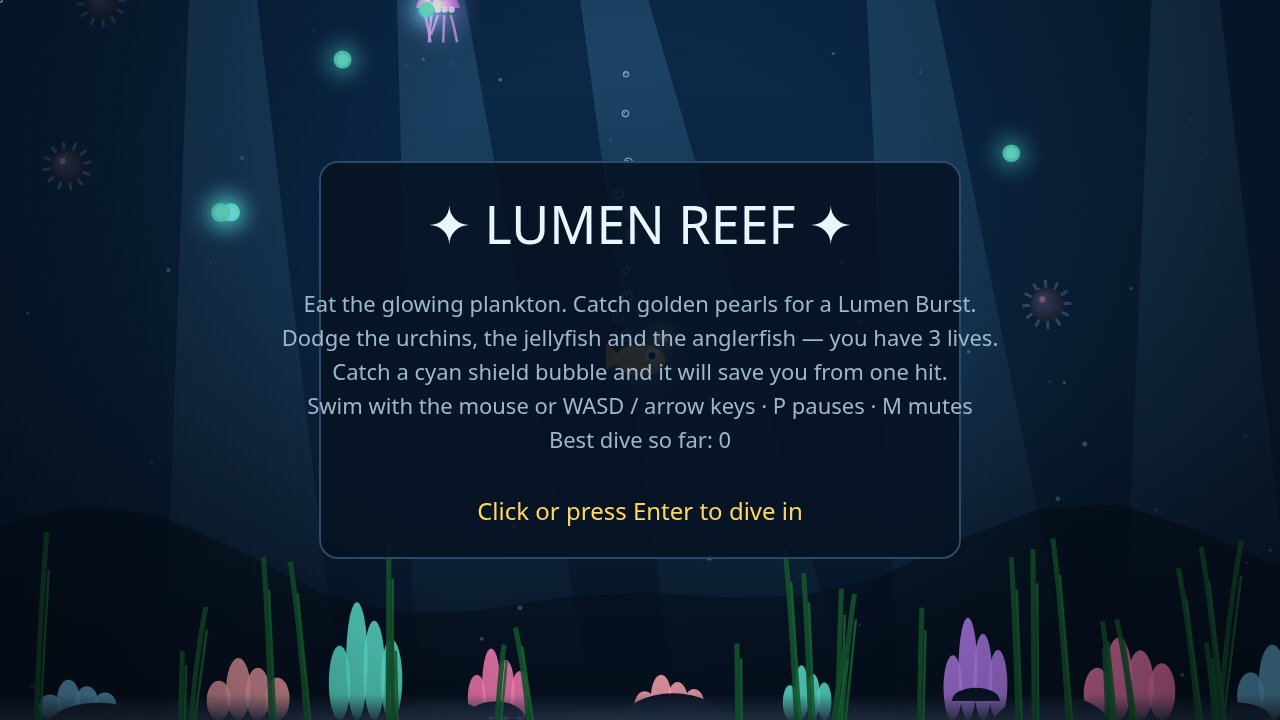 ✦ LUMEN REEF ✦
Eat the glowing plankton. Catch golden pearls for a Lumen Burst.
Dodge the urchins, the jellyfish and the anglerfish — you have 3 lives.
Catch a cyan shield bubble and it will save you from one hit.
Swim with the mouse or WASD / arrow keys · P pauses · M mutes
Best dive so far: 0
Click or press Enter to dive in